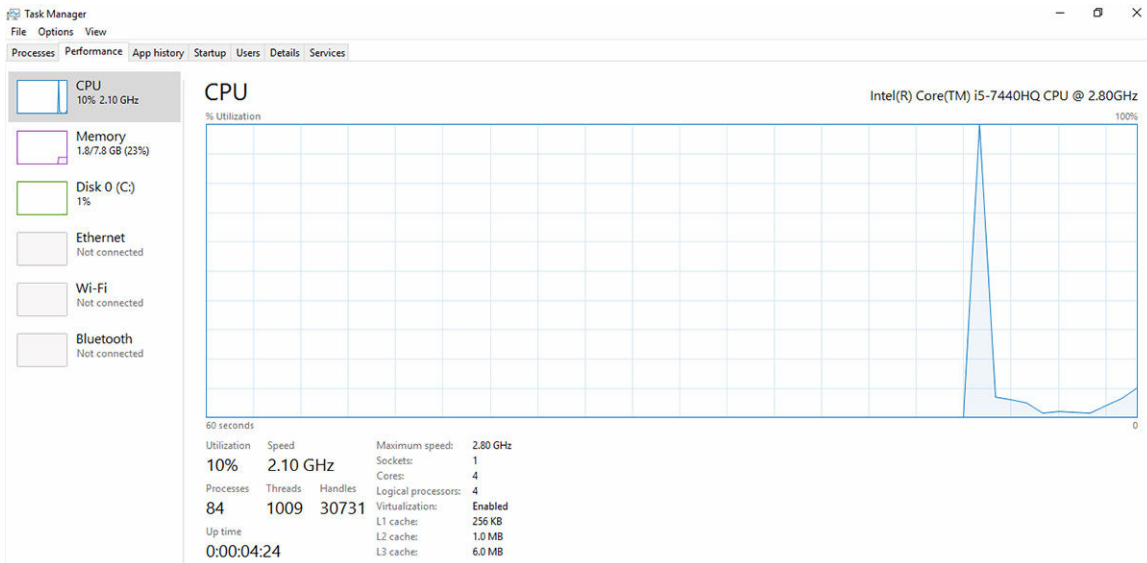 Task Manager
File Options View
Processes Performance App history Startup Users Details Services
CPU
10% 2.10 GHz
Memory
1.8/7.8 GB (23%)
Disk 0 (C:)
1%
Ethernet
Not connected
Wi-Fi
Not connected
Bluetooth
Not connected
CPU Intel(R) Core(TM) i5-7440HQ CPU @ 2.80GHz
% Utilization 100%
60 seconds 0
Utilization Speed
10% 2.10 GHz
Processes Threads Handles
84 1009 30731
Up time
0:00:04:24
Maximum speed: 2.80 GHz
Sockets: 1
Cores: 4
Logical processors: 4
Virtualization: Enabled
L1 cache: 256 KB
L2 cache: 1.0 MB
L3 cache: 6.0 MB